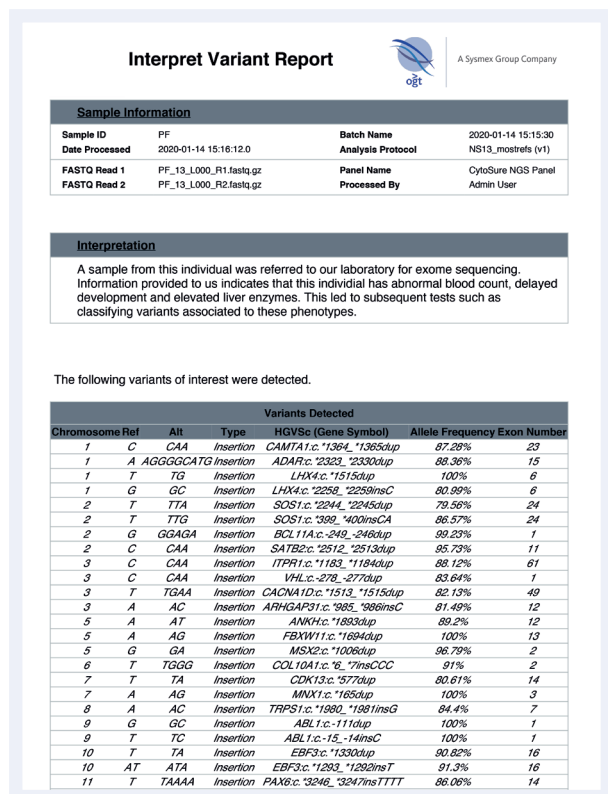 Interpret Variant Report
ogt
A Sysmex Group Company
Sample Information
Sample ID PF Batch Name 2020-01-14 15:15:30
Date Processed 2020-01-14 15:16:12.0 Analysis Protocol NS13_mostrefs (v1)
FASTQ Read 1 PF_13_L000_R1.fastq.gz Panel Name CytoSure NGS Panel
FASTQ Read 2 PF_13_L000_R2.fastq.gz Processed By Admin User
Interpretation
A sample from this individual was referred to our laboratory for exome sequencing.
Information provided to us indicates that this individial has abnormal blood count, delayed
development and elevated liver enzymes. This led to subsequent tests such as
classifying variants associated to these phenotypes.
The following variants of interest were detected.
Variants Detected
Chromosome Ref Alt Type HGVSc (Gene Symbol) Allele Frequency Exon Number
1 C CAA Insertion CAMTA1:c.*1364_*1365dup 87.28% 23
1 A AGGGGCATG Insertion ADAR:c.*2323_*2330dup 88.36% 15
1 T TG Insertion LHX4:c.*1515dup 100% 6
1 G GC Insertion LHX4:c.*2258_*2259insC 80.99% 6
2 T TTA Insertion SOS1:c.*2244_*2245dup 79.56% 24
2 T TTG Insertion SOS1:c.*399_*400insCA 86.57% 24
2 G GGAGA Insertion BCL11A:c.-249_-246dup 99.23% 1
2 C CAA Insertion SATB2:c.*2512_*2513dup 95.73% 11
3 C CAA Insertion ITPR1:c.*1183_*1184dup 88.12% 61
3 C CAA Insertion VHL:c.-278_-277dup 83.64% 1
3 T TGAA Insertion CACNA1D:c.*1513_*1515dup 82.13% 49
3 A AC Insertion ARHGAP31:c.*985_*986insC 81.49% 12
5 A AT Insertion ANKH:c.*1893dup 89.2% 12
5 A AG Insertion FBXW11:c.*1694dup 100% 13
5 G GA Insertion MSX2:c.*1006dup 96.79% 2
6 T TGGG Insertion COL10A1:c.*6_*7insCCC 91% 2
7 T TA Insertion CDK13:c.*577dup 80.61% 14
7 A AG Insertion MNX1:c.*165dup 100% 3
8 A AC Insertion TRPS1:c.*1980_*1981insG 84.4% 7
9 G GC Insertion ABL1:c.-111dup 100% 1
9 T TC Insertion ABL1:c.-15_-14insC 100% 1
10 T TA Insertion EBF3:c.*1330dup 90.82% 16
10 AT ATA Insertion EBF3:c.*1293_*1292insT 91.3% 16
11 T TAAAA Insertion PAX6:c.*3246_*3247insTTTT 86.06% 14